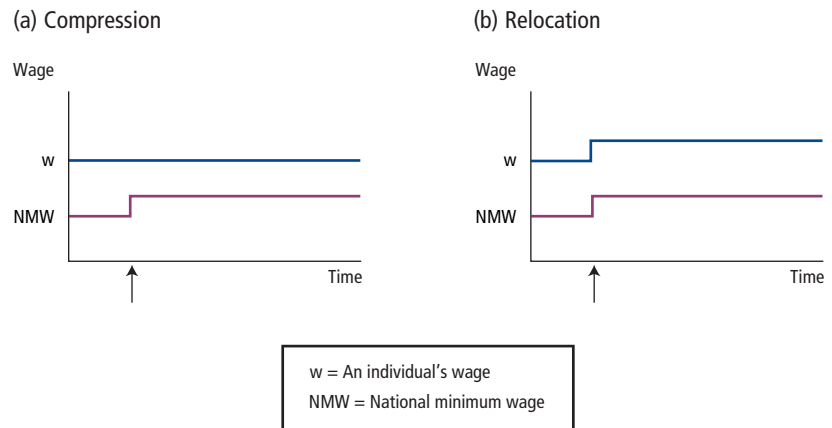 (a) Compression
Wage
w
NMW
Time
(b) Relocation
Wage
w
NMW
Time
w = An individual's wage
NMW = National minimum wage